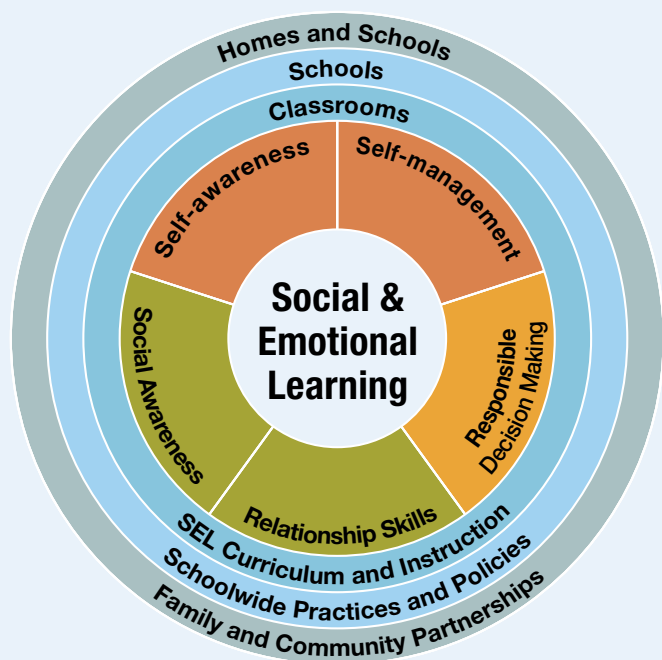 Homes and Schools
Schools
Classrooms
Self-awareness
Self-management
Social &
Emotional
Learning
Social Awareness
Responsible
Decision Making
Relationship Skills
SEL Curriculum and Instruction
Schoolwide Practices and Policies
Family and Community Partnerships